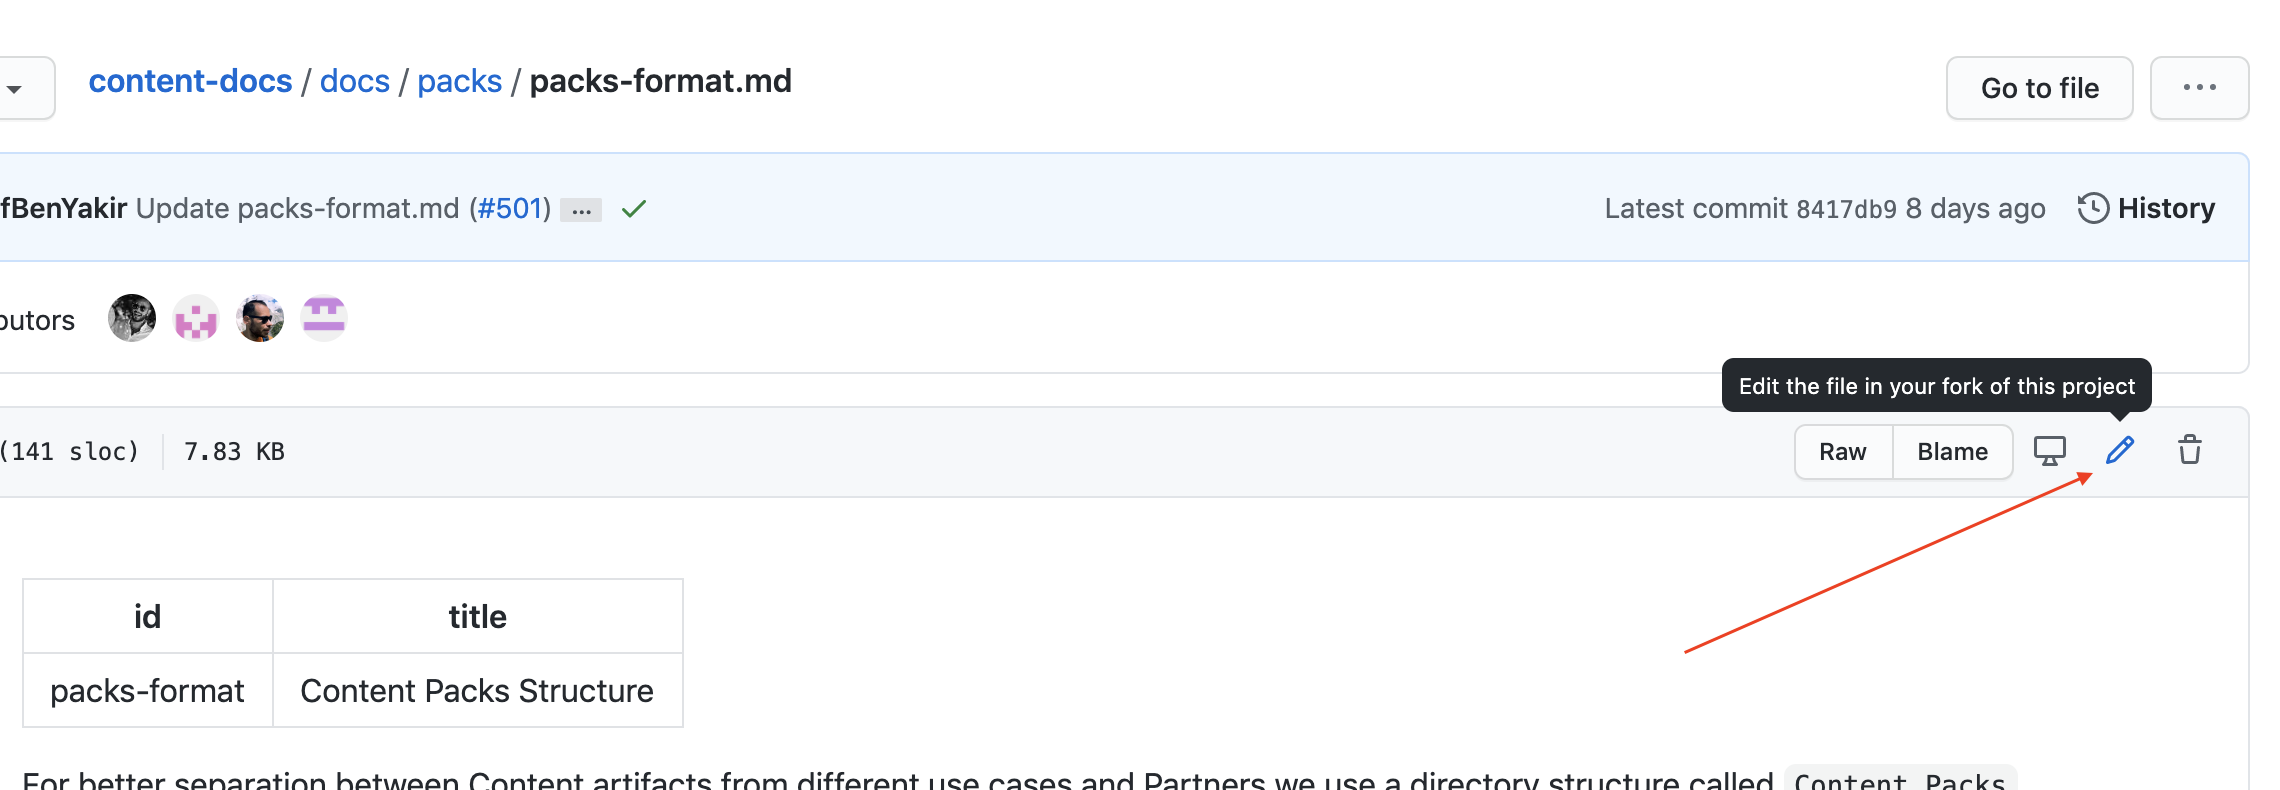 content-docs / docs / packs / packs-format.md
Go to file
...
fBenYakir Update packs-format.md (#501) ...
Latest commit 8417db9 8 days ago
History
butors
Edit the file in your fork of this project
(141 sloc) 7.83 KB
Raw
Blame
id title
packs-format Content Packs Structure
For better separation between Content artifacts from different use cases and Partners we use a directory structure called Content Packs